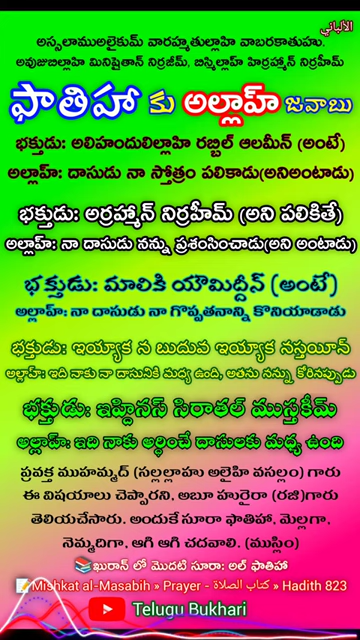 الألباني
అస్సలాముఅలైకుమ్ వారహ్మతుల్లాహి వాబరకాతుహు.
అవుజుబిల్లాహి మినిషైతాన్ నిర్రజీమ్, బిస్మిల్లాహ్ హిర్రహ్మాన్ నిర్రహీమ్
ఫాతిహా కు అల్లాహ్ జవాబు
భక్తుడు: అలిహందులిల్లాహి రబ్బిల్ ఆలమీన్ (అంటే)
అల్లాహ్: దాసుడు నా స్తోత్రం పలికాడు(అనిఅంటాడు)
భక్తుడు: అర్రహ్మాన్ నిర్రహీమ్ (అని పలికితే)
అల్లాహ్: నా దాసుడు నన్ను ప్రశంసించాడు(అని అంటాడు)
భక్తుడు: మాలికి యౌమిద్దీన్ (అంటే)
అల్లాహ్: నా దాసుడు నా గొప్పతనాన్ని కొనియాడాడు
భక్తుడు: ఇయ్యాక న బుదువ ఇయ్యాక నస్తయీన్
అల్లాహ్: ఇది నాకు నా దాసునికి మధ్య ఉంది, అతను నన్ను కోరినప్పుడు
భక్తుడు: ఇహ్దినస్ సిరాతల్ ముస్తకీమ్
అల్లాహ్: ఇది నాకు అర్ధించే దాసులకు మధ్య ఉంది
ప్రవక్త ముహమ్మద్ (సల్లల్లాహు అలైహి వసల్లం) గారు
ఈ విషయాలు చెప్పారని, అబూ హురైరా (రజి)గారు
తెలియచేసారు. అందుకే సూరా ఫాతిహా, మెల్లగా,
నెమ్మదిగా, ఆగి ఆగి చదవాలి. (ముస్లిం)
📚ఖురాన్ లో మొదటి సూరా: అల్ ఫాతిహా
📝Mishkat al-Masabih » Prayer - كتاب الصلاة » Hadith 823
Telugu Bukhari